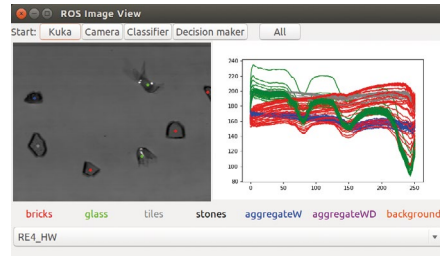 ROS Image View
Start: Kuka Camera Classifier Decision maker All
240
220
200
180
160
140
120
100
80
0 50 100 150 200 250
bricks glass tiles stones aggregateW aggregateWD background
RE4_HW